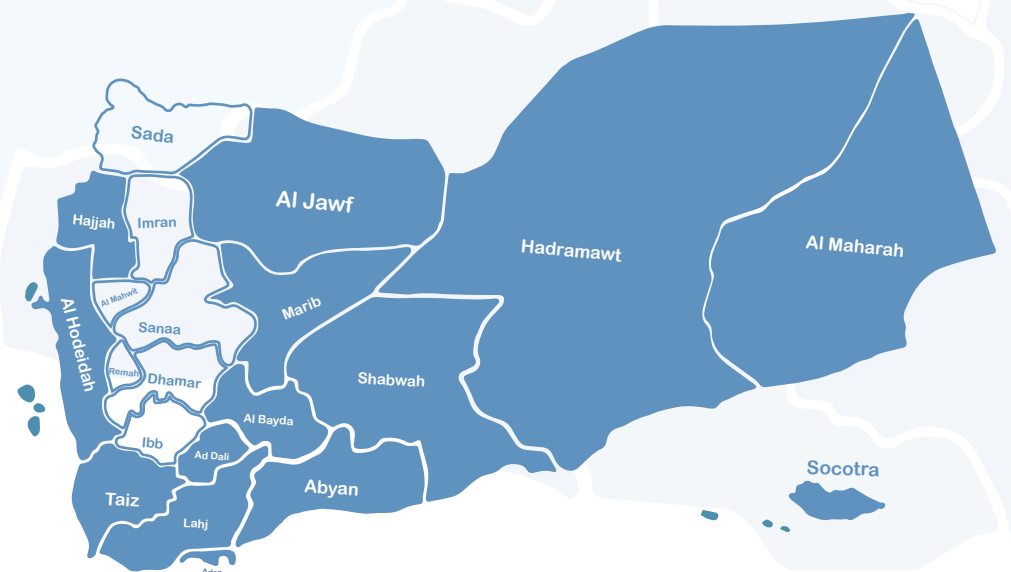 Sada
Al Jawf
Hajjah
Imran
Hadramawt
Al Maharah
Al Mahwit
Marib
Sanaa
Al Hodeidah
Remah
Dhamar
Shabwah
Al Bayda
Ibb
Ad Dali
Socotra
Abyan
Taiz
Lahj